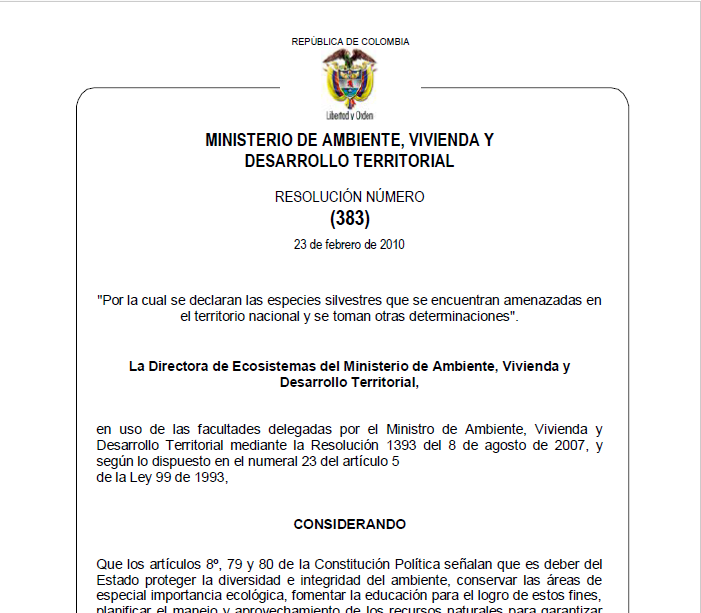 REPÚBLICA DE COLOMBIA
Libertad y Orden
MINISTERIO DE AMBIENTE, VIVIENDA Y
DESARROLLO TERRITORIAL
RESOLUCIÓN NÚMERO
(383)
23 de febrero de 2010
"Por la cual se declaran las especies silvestres que se encuentran amenazadas en
el territorio nacional y se toman otras determinaciones".
La Directora de Ecosistemas del Ministerio de Ambiente, Vivienda y
Desarrollo Territorial,
en uso de las facultades delegadas por el Ministro de Ambiente, Vivienda y
Desarrollo Territorial mediante la Resolución 1393 del 8 de agosto de 2007, y
según lo dispuesto en el numeral 23 del artículo 5
de la Ley 99 de 1993,
CONSIDERANDO
Que los artículos 8º, 79 y 80 de la Constitución Política señalan que es deber del
Estado proteger la diversidad e integridad del ambiente, conservar las áreas de
especial importancia ecológica, fomentar la educación para el logro de estos fines,
planificar el manejo y aprovechamiento de los recursos naturales para garantizar